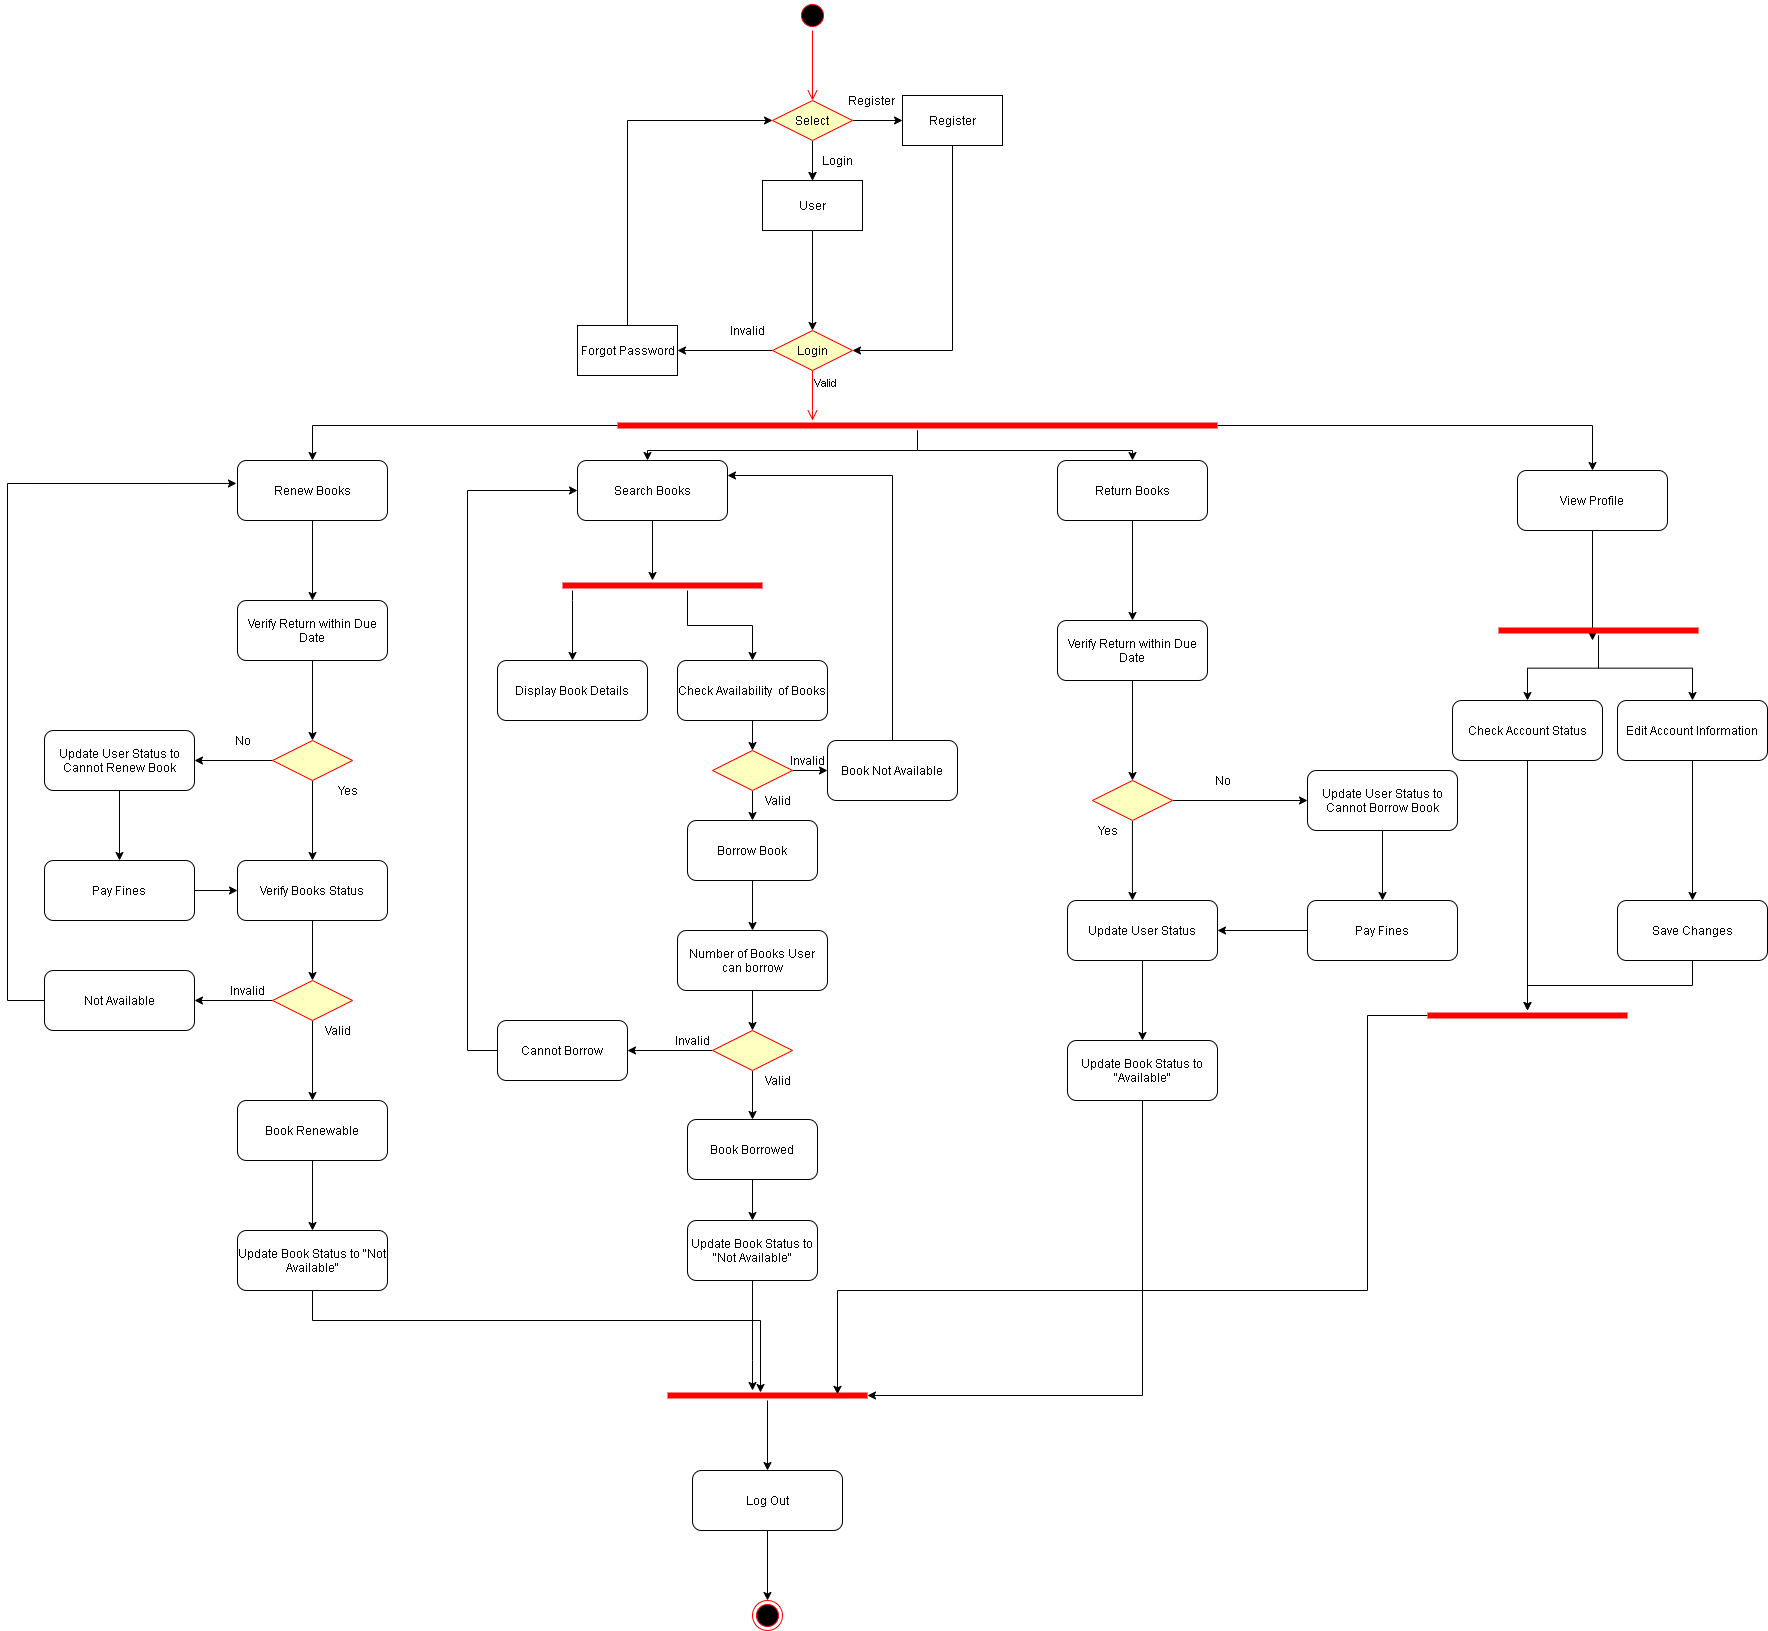 Register
Select
Register
Login
User
Invalid
Forgot Password
Login
Valid
Renew Books
Search Books
Return Books
View Profile
Verify Return within Due
Date
Verify Return within Due
Date
Display Book Details
Check Availability of Books
Check Account Status
Edit Account Information
No
Update User Status to
Cannot Renew Book
Yes
Invalid
Book Not Available
Valid
No
Update User Status to
Cannot Borrow Book
Yes
Borrow Book
Pay Fines
Verify Books Status
Number of Books User
can borrow
Update User Status
Pay Fines
Save Changes
Invalid
Not Available
Valid
Invalid
Cannot Borrow
Valid
Update Book Status to
"Available"
Book Renewable
Book Borrowed
Update Book Status to "Not
Available"
Update Book Status to
"Not Available"
Log Out